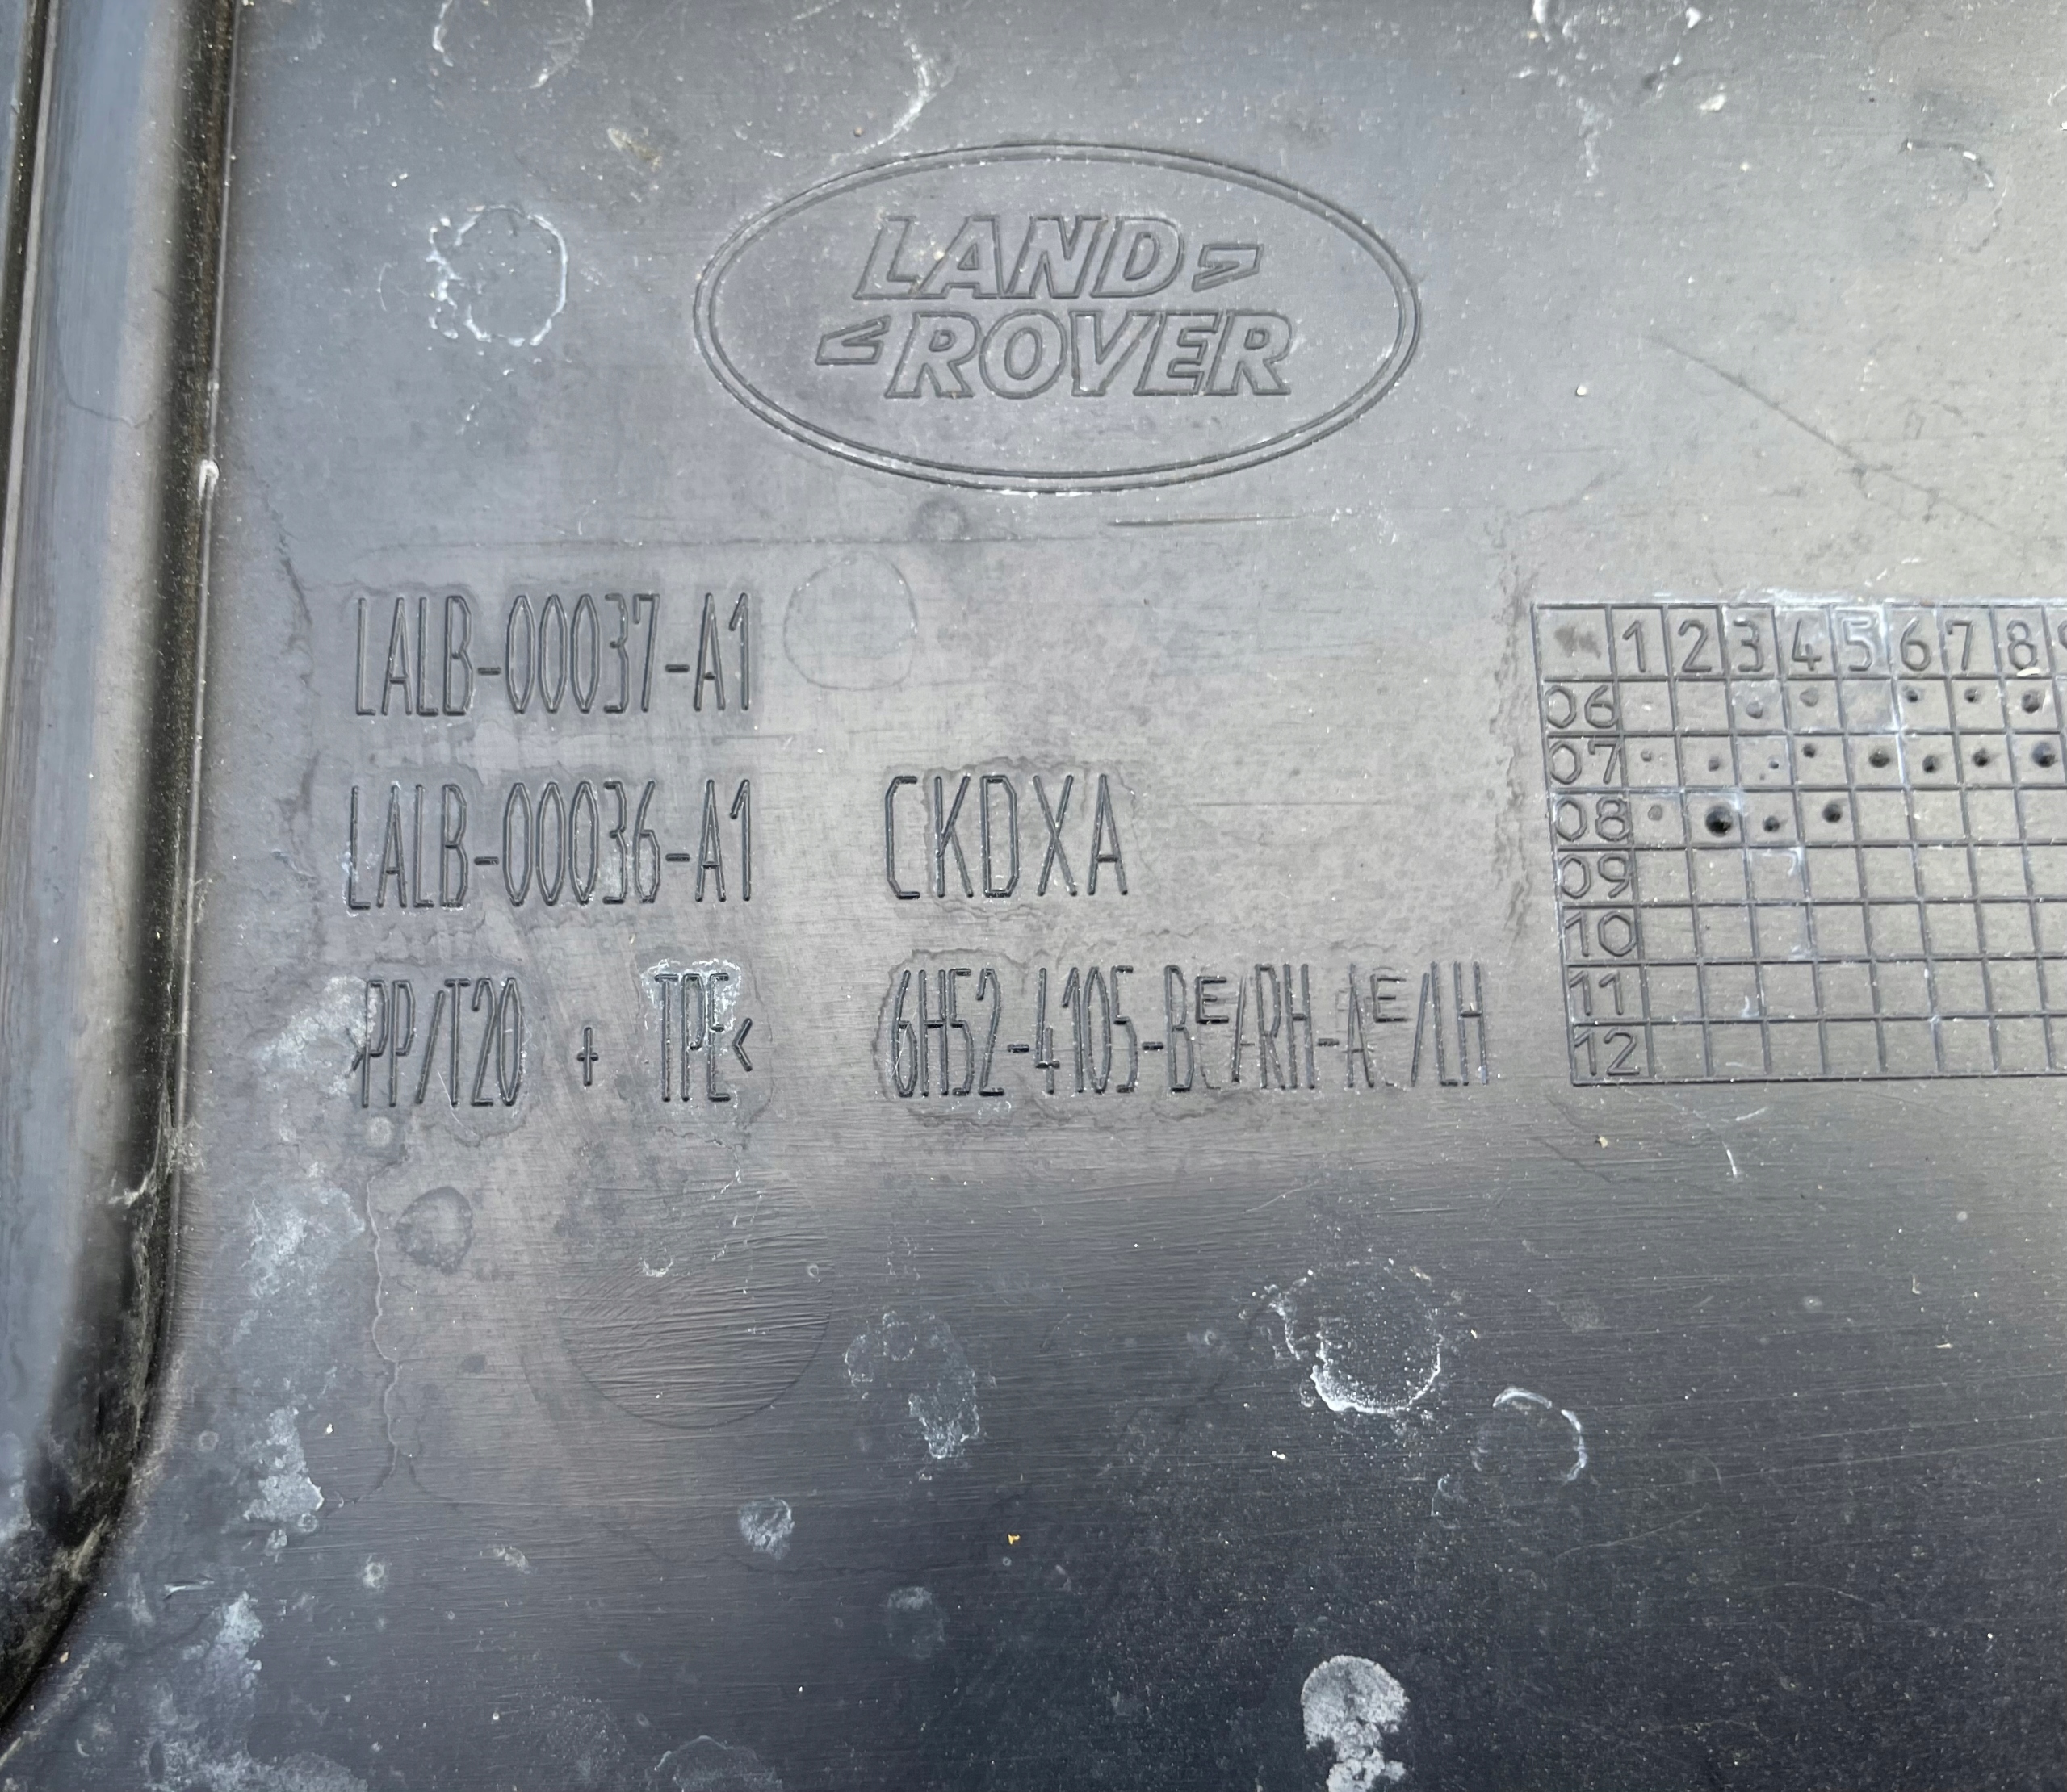 LAND
ROVER
LALB-00037-A1
LALB-00036-A1 CKDXA
>PP/T20 + TPE< 6H52-4105-BE/RH-AE/LH
1 2 3 4 5 6 7 8
06
07
08
09
10
11
12